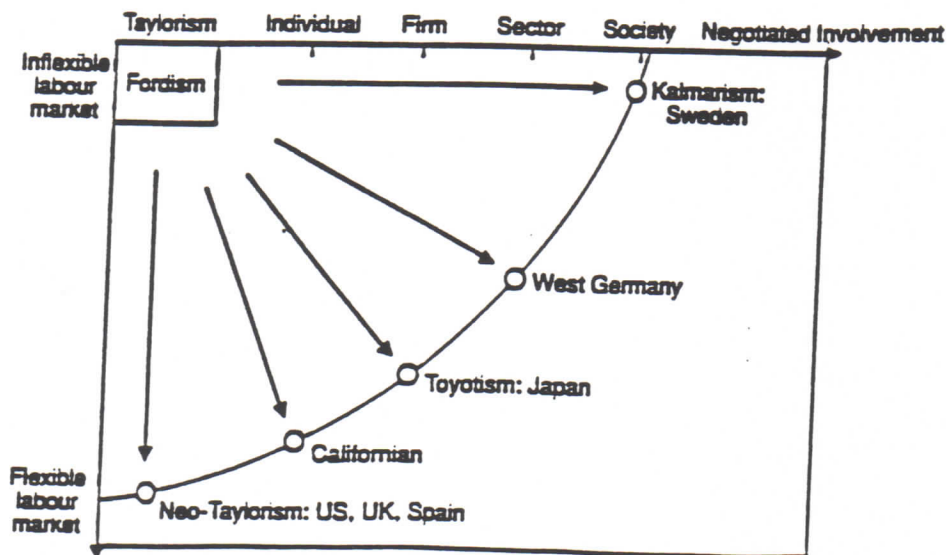 Taylorism Individual Firm Sector Society Negotiated Involvement
Inflexible
labour
market
Fordism
Kalmarism:
Sweden
West Germany
Toyotism: Japan
Californian
Flexible
labour
market
Neo-Taylorism: US, UK, Spain